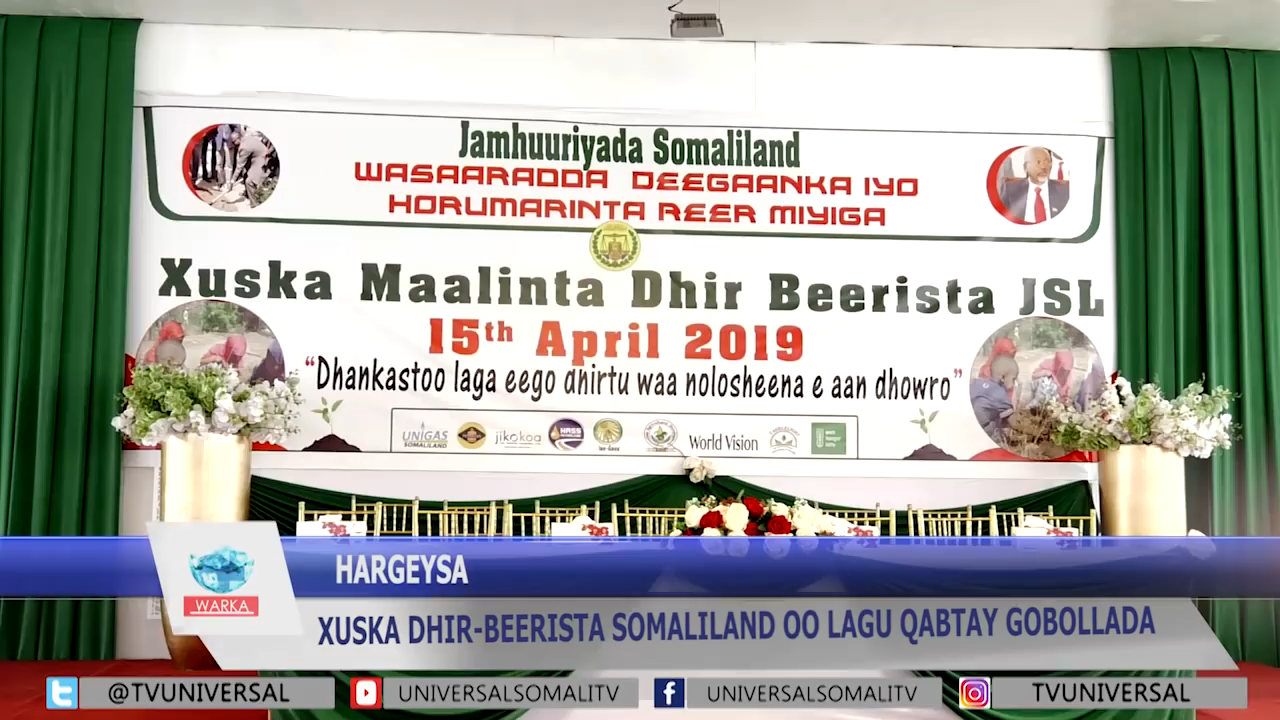 Jamhuuriyada Somaliland
WASAARADDA DEEGAANKA IYO
HORUMARINTA REER MIYIGA
Xuska Maalinta Dhir Beerista JSL
15th April 2019
"Dhankastoo laga eego dhirtu waa nolosheena e aan dhowro"
UNIGAS
SOMALILAND
jikokoa
HASS
World Vision
HARGEYSA
WARKA
XUSKA DHIR-BEERISTA SOMALILAND OO LAGU QABTAY GOBOLLADA
@TVUNIVERSAL
UNIVERSALSOMALITV
UNIVERSALSOMALITV
TVUNIVERSAL